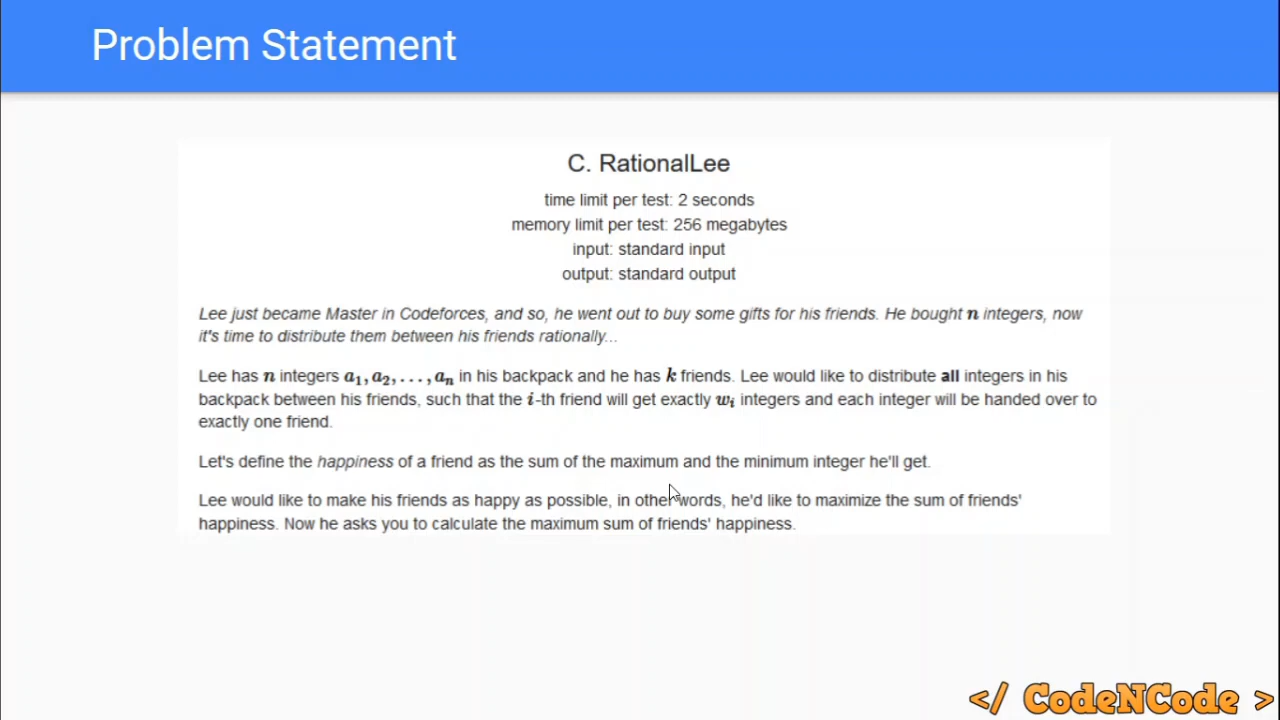 Problem Statement
C. RationalLee
time limit per test: 2 seconds
memory limit per test: 256 megabytes
input: standard input
output: standard output
Lee just became Master in Codeforces, and so, he went out to buy some gifts for his friends. He bought n integers, now
it's time to distribute them between his friends rationally...
Lee has n integers a1, a2, ..., an in his backpack and he has k friends. Lee would like to distribute all integers in his
backpack between his friends, such that the i-th friend will get exactly wi integers and each integer will be handed over to
exactly one friend.
Let's define the happiness of a friend as the sum of the maximum and the minimum integer he'll get.
Lee would like to make his friends as happy as possible, in other words, he'd like to maximize the sum of friends'
happiness. Now he asks you to calculate the maximum sum of friends' happiness.
</ CodeNCode >